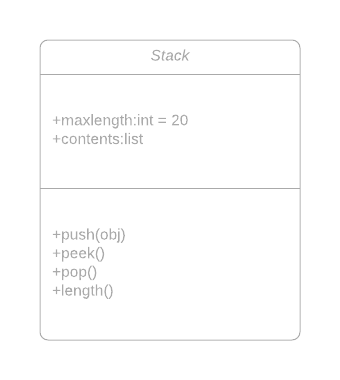 Stack
+maxlength:int = 20
+contents:list
+push(obj)
+peek()
+pop()
+length()